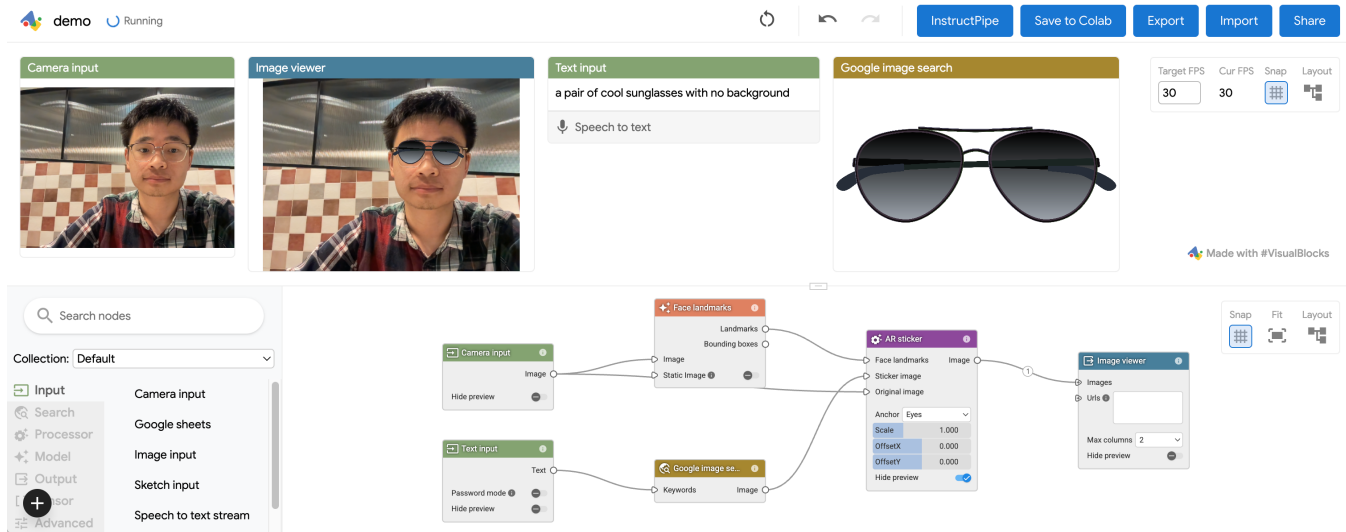 demo Running InstructPipe Save to Colab Export Import Share
Camera input
Image viewer
Text input
a pair of cool sunglasses with no background
Speech to text
Google image search
Target FPS Cur FPS Snap Layout
30 30
Made with #VisualBlocks
Search nodes
Collection: Default
Input
Search
Processor
Model
Output
Advanced
Camera input
Google sheets
Image input
Sketch input
Speech to text stream
Camera input
Image
Hide preview
Text input
Text
Password mode
Hide preview
Face landmarks
Landmarks
Bounding boxes
Image
Static Image
Google image se...
Keywords Image
AR sticker
Face landmarks Image
Sticker image
Original image
Anchor Eyes
Scale 1.000
OffsetX 0.000
OffsetY 0.000
Hide preview
1
Image viewer
Images
Urls
Max columns 2
Hide preview
Snap Fit Layout